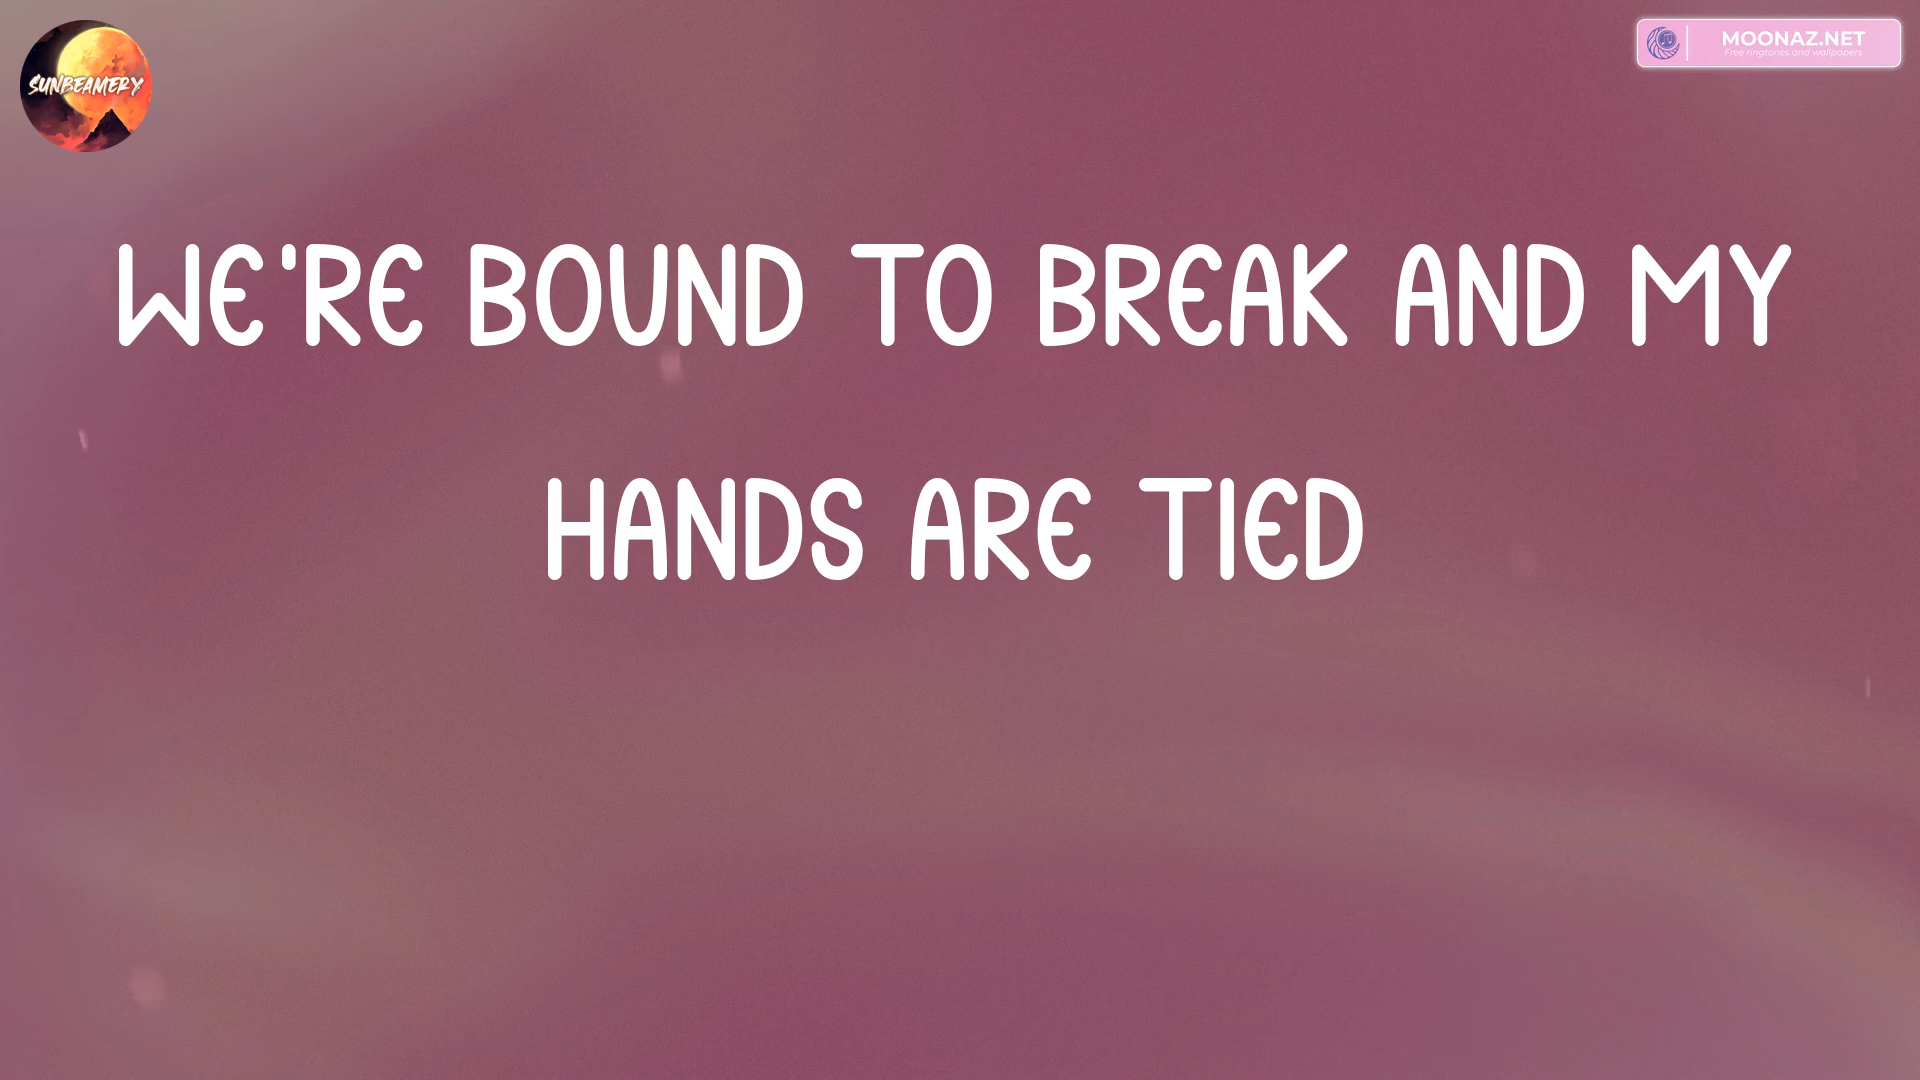 SUNBEAMERY
MOONAZ.NET
Free ringtones and wallpapers
WE'RE BOUND TO BREAK AND MY
HANDS ARE TIED